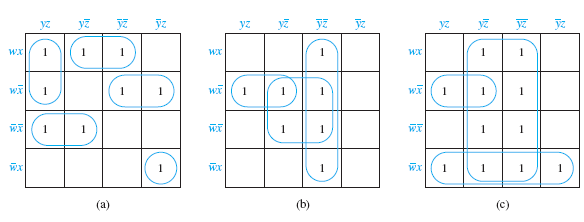 yz yz̄ ȳz̄ ȳz yz yz̄ ȳz̄ ȳz yz yz̄ ȳz̄ ȳz
wx 1 1 1 wx 1 wx 1 1
wx̄ 1 1 1 wx̄ 1 1 1 wx̄ 1 1 1
w̄x̄ 1 1 w̄x̄ 1 1 w̄x̄ 1 1
w̄x 1 w̄x 1 w̄x 1 1 1 1
(a) (b) (c)